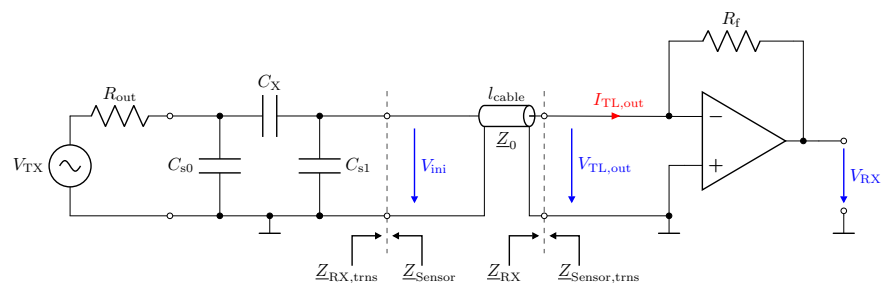 R_f
C_X
l_cable
R_out
I_TL,out
−
Z_0
V_TX
C_s0
C_s1
V_ini
V_TL,out
+
V_RX
Z_RX,trns
Z_Sensor
Z_RX
Z_Sensor,trns